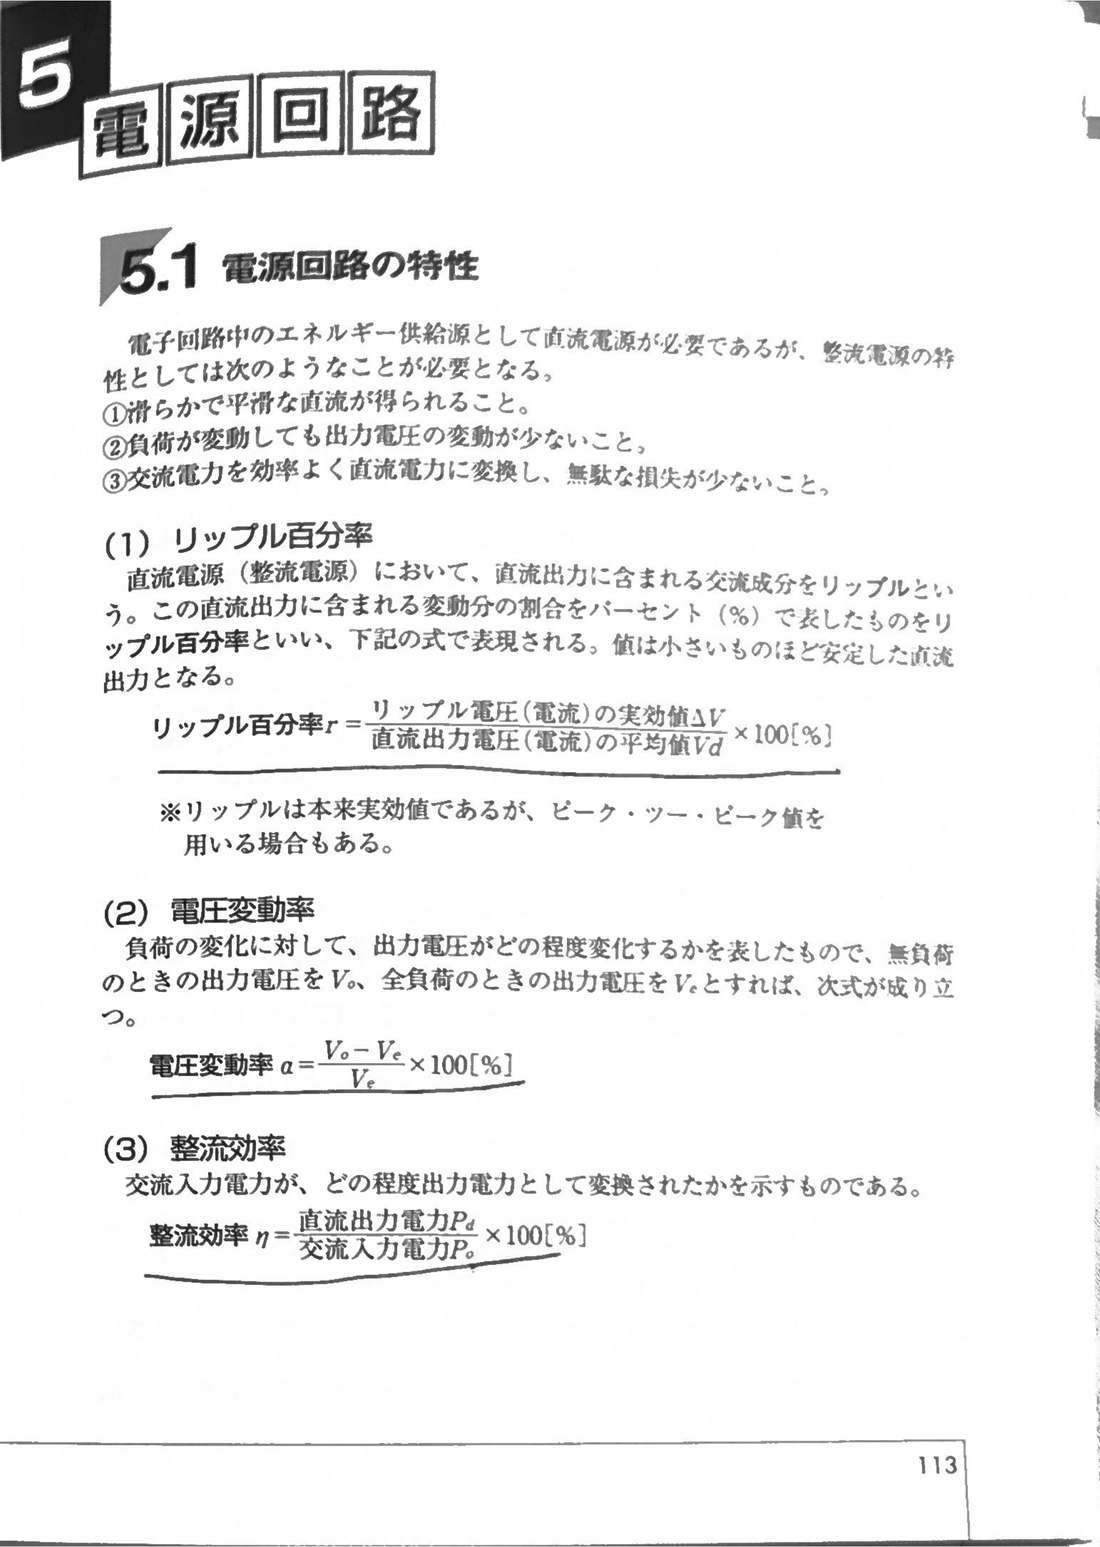 5
電源回路
5.1 電源回路の特性
電子回路中のエネルギー供給源として直流電源が必要であるが、整流電源の特
性としては次のようなことが必要となる。
①滑らかで平滑な直流が得られること。
②負荷が変動しても出力電圧の変動が少ないこと。
③交流電力を効率よく直流電力に変換し、無駄な損失が少ないこと。
(1) リップル百分率
直流電源（整流電源）において、直流出力に含まれる交流成分をリップルとい
う。この直流出力に含まれる変動分の割合をパーセント（%）で表したものをリ
ップル百分率といい、下記の式で表現される。値は小さいものほど安定した直流
出力となる。
リップル百分率r＝リップル電圧(電流)の実効値ΔV/直流出力電圧(電流)の平均値Vd×100[%]
※リップルは本来実効値であるが、ピーク・ツー・ピーク値を
用いる場合もある。
(2) 電圧変動率
負荷の変化に対して、出力電圧がどの程度変化するかを表したもので、無負荷
のときの出力電圧をVo、全負荷のときの出力電圧をVeとすれば、次式が成り立
つ。
電圧変動率 α＝Vo－Ve/Ve×100[%]
(3) 整流効率
交流入力電力が、どの程度出力電力として変換されたかを示すものである。
整流効率 η＝直流出力電力Pd/交流入力電力Po×100[%]
113